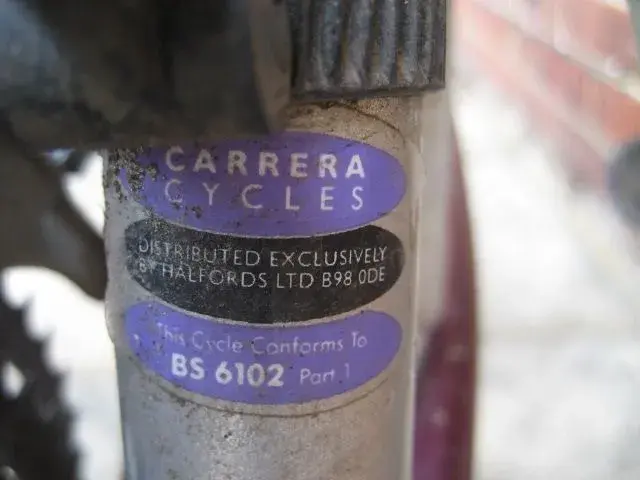 CARRERA
CYCLES
DISTRIBUTED EXCLUSIVELY
BY HALFORDS LTD B98 0DE
This Cycle Conforms To
BS 6102 Part 1